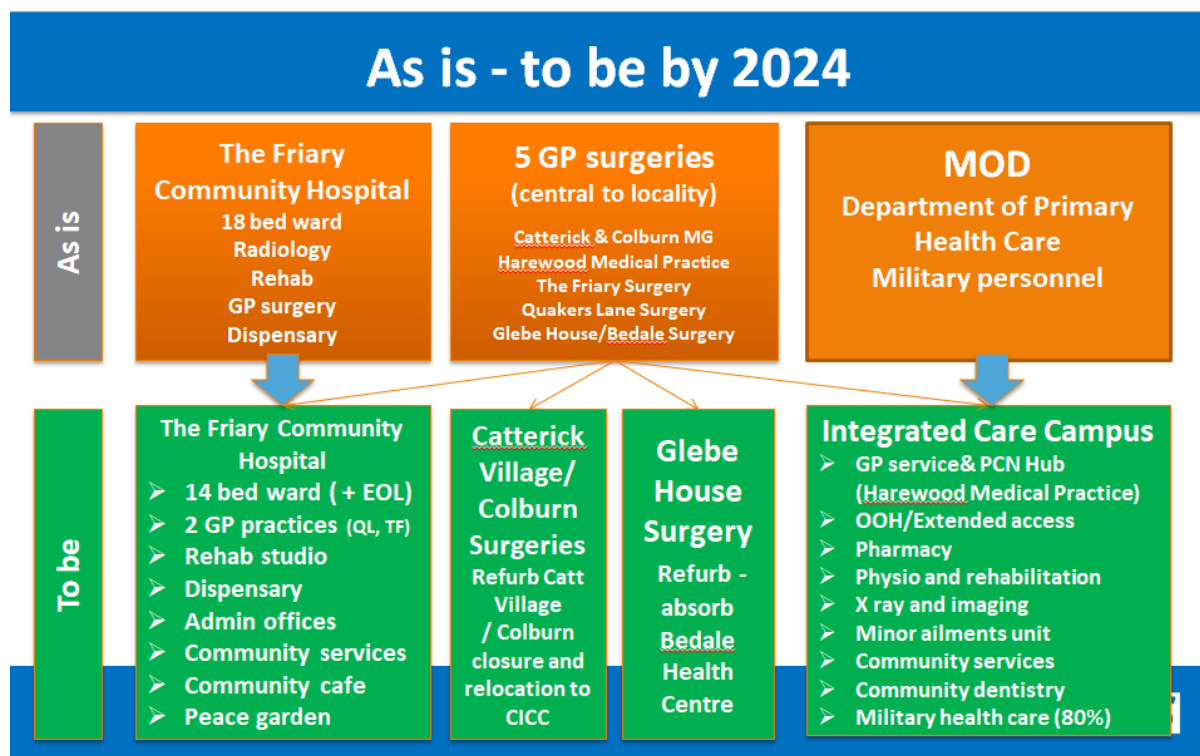 As is - to be by 2024
As is
The Friary
Community Hospital
18 bed ward
Radiology
Rehab
GP surgery
Dispensary
5 GP surgeries
(central to locality)
Catterick & Colburn MG
Harewood Medical Practice
The Friary Surgery
Quakers Lane Surgery
Glebe House/Bedale Surgery
MOD
Department of Primary
Health Care
Military personnel
To be
The Friary Community
Hospital
➢ 14 bed ward ( + EOL)
➢ 2 GP practices (QL, TF)
➢ Rehab studio
➢ Dispensary
➢ Admin offices
➢ Community services
➢ Community cafe
➢ Peace garden
Catterick
Village/
Colburn
Surgeries
Refurb Catt
Village
/ Colburn
closure and
relocation to
CICC
Glebe
House
Surgery
Refurb -
absorb
Bedale
Health
Centre
Integrated Care Campus
➢ GP service& PCN Hub
(Harewood Medical Practice)
➢ OOH/Extended access
➢ Pharmacy
➢ Physio and rehabilitation
➢ X ray and imaging
➢ Minor ailments unit
➢ Community services
➢ Community dentistry
➢ Military health care (80%)